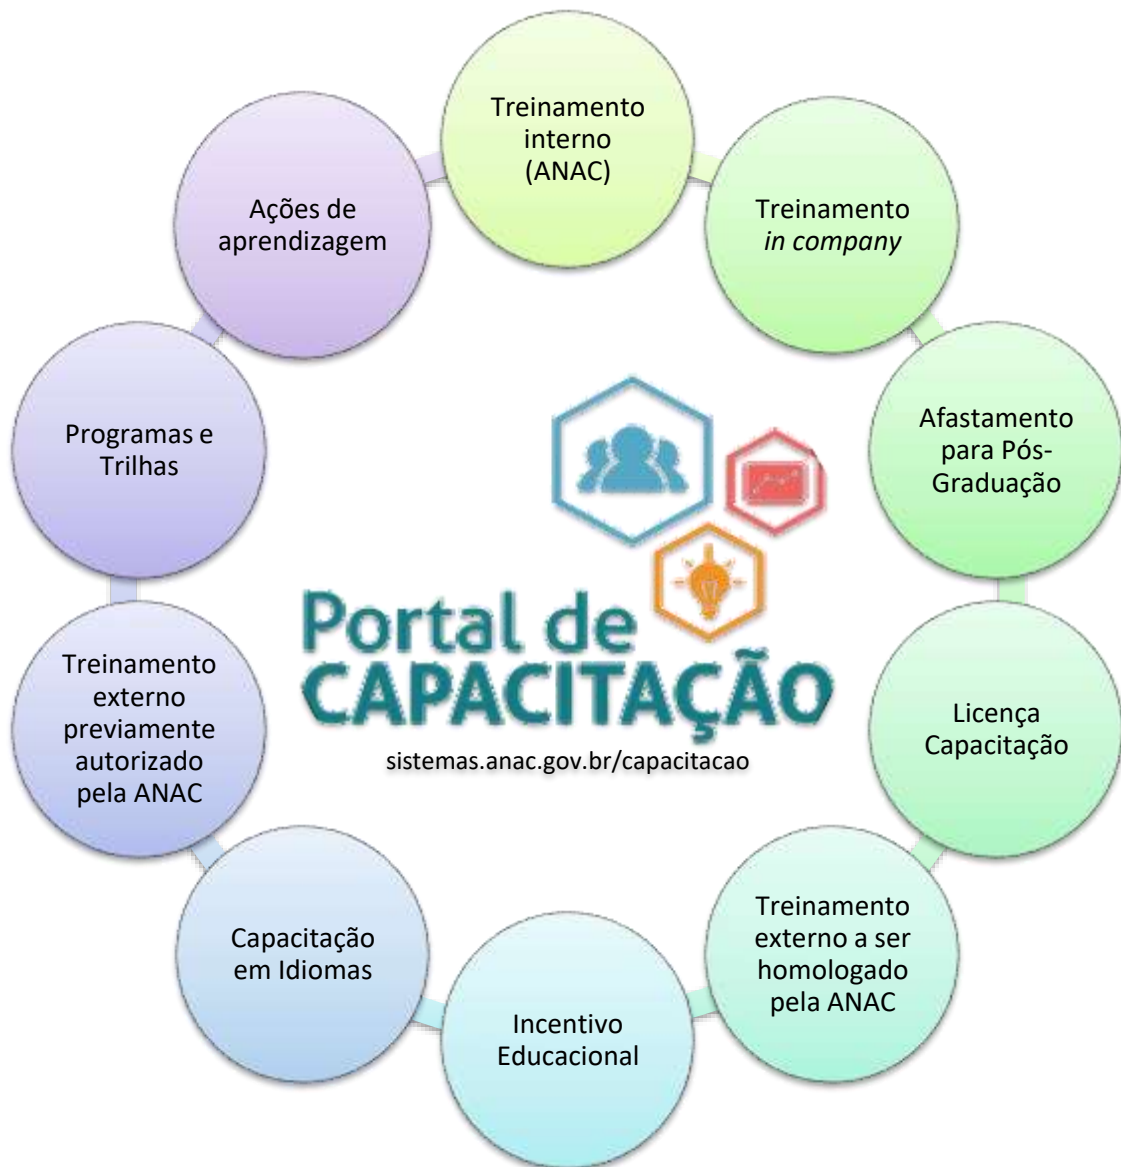 Treinamento
interno
(ANAC)
Treinamento
in company
Afastamento
para Pós-
Graduação
Licença
Capacitação
Treinamento
externo a ser
homologado
pela ANAC
Incentivo
Educacional
Capacitação
em Idiomas
Treinamento
externo
previamente
autorizado
pela ANAC
Programas e
Trilhas
Ações de
aprendizagem
Portal de
CAPACITAÇÃO
sistemas.anac.gov.br/capacitacao